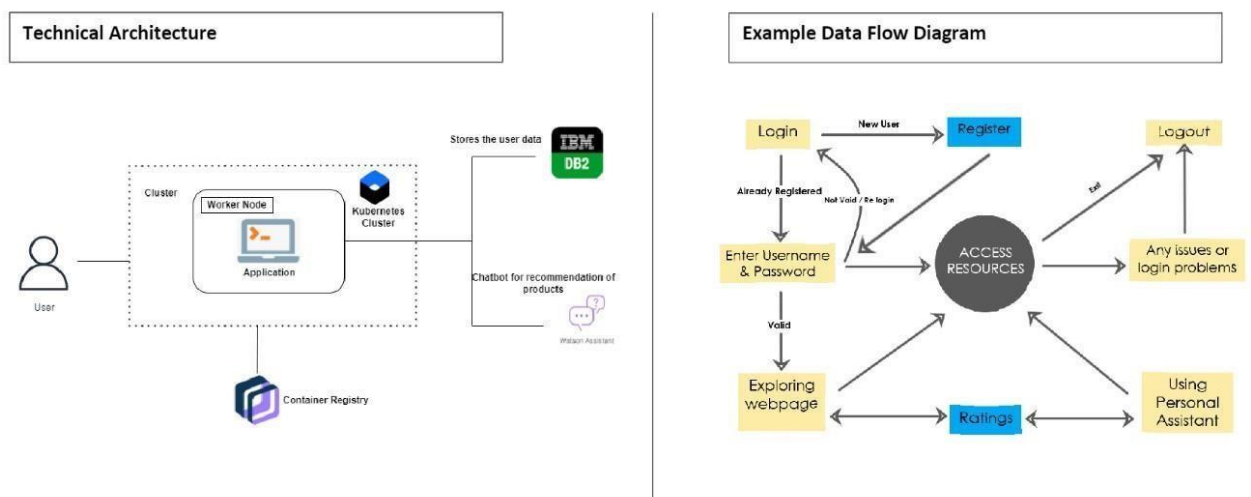 Technical Architecture
Stores the user data
IBM
DB2
Cluster
Worker Node
Kubernetes
Cluster
Application
User
Chatbot for recommendation of
products
Watson Assistant
Container Registry
Example Data Flow Diagram
Login
New User
Register
Logout
Already Registered
Not Vaid / Re login
Exit
Enter Username
& Password
ACCESS
RESOURCES
Any issues or
login problems
Valid
Exploring
webpage
Ratings
Using
Personal
Assistant